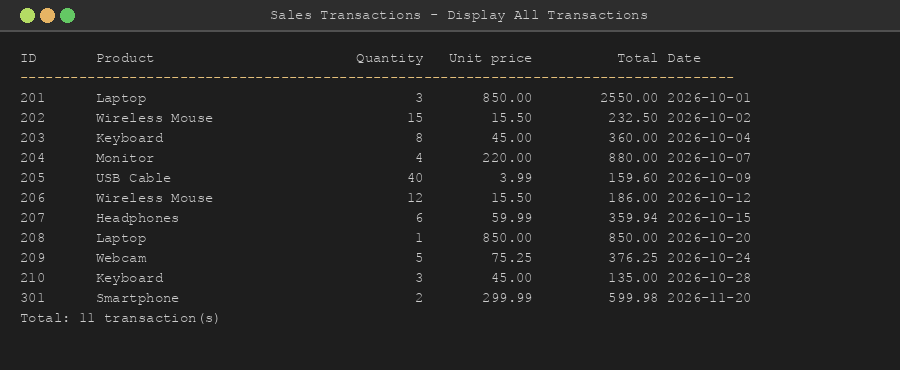 Sales Transactions - Display All Transactions
ID Product Quantity Unit price Total Date
-------------------------------------------------------------------------------------
201 Laptop 3 850.00 2550.00 2026-10-01
202 Wireless Mouse 15 15.50 232.50 2026-10-02
203 Keyboard 8 45.00 360.00 2026-10-04
204 Monitor 4 220.00 880.00 2026-10-07
205 USB Cable 40 3.99 159.60 2026-10-09
206 Wireless Mouse 12 15.50 186.00 2026-10-12
207 Headphones 6 59.99 359.94 2026-10-15
208 Laptop 1 850.00 850.00 2026-10-20
209 Webcam 5 75.25 376.25 2026-10-24
210 Keyboard 3 45.00 135.00 2026-10-28
301 Smartphone 2 299.99 599.98 2026-11-20
Total: 11 transaction(s)